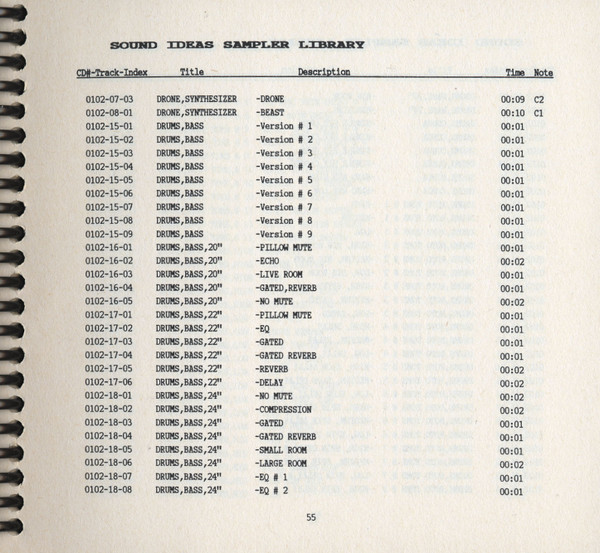 SOUND IDEAS SAMPLER LIBRARY
CD#-Track-Index Title Description Time Note
0102-07-03 DRONE,SYNTHESIZER -DRONE 00:09 C2
0102-08-01 DRONE,SYNTHESIZER -BEAST 00:10 C1
0102-15-01 DRUMS,BASS -Version # 1 00:01
0102-15-02 DRUMS,BASS -Version # 2 00:01
0102-15-03 DRUMS,BASS -Version # 3 00:01
0102-15-04 DRUMS,BASS -Version # 4 00:01
0102-15-05 DRUMS,BASS -Version # 5 00:01
0102-15-06 DRUMS,BASS -Version # 6 00:01
0102-15-07 DRUMS,BASS -Version # 7 00:01
0102-15-08 DRUMS,BASS -Version # 8 00:01
0102-15-09 DRUMS,BASS -Version # 9 00:01
0102-16-01 DRUMS,BASS,20" -PILLOW MUTE 00:01
0102-16-02 DRUMS,BASS,20" -ECHO 00:02
0102-16-03 DRUMS,BASS,20" -LIVE ROOM 00:01
0102-16-04 DRUMS,BASS,20" -GATED,REVERB 00:01
0102-16-05 DRUMS,BASS,20" -NO MUTE 00:02
0102-17-01 DRUMS,BASS,22" -PILLOW MUTE 00:01
0102-17-02 DRUMS,BASS,22" -EQ 00:01
0102-17-03 DRUMS,BASS,22" -GATED 00:01
0102-17-04 DRUMS,BASS,22" -GATED REVERB 00:01
0102-17-05 DRUMS,BASS,22" -REVERB 00:02
0102-17-06 DRUMS,BASS,22" -DELAY 00:02
0102-18-01 DRUMS,BASS,24" -NO MUTE 00:02
0102-18-02 DRUMS,BASS,24" -COMPRESSION 00:02
0102-18-03 DRUMS,BASS,24" -GATED 00:01
0102-18-04 DRUMS,BASS,24" -GATED REVERB 00:01
0102-18-05 DRUMS,BASS,24" -SMALL ROOM 00:01
0102-18-06 DRUMS,BASS,24" -LARGE ROOM 00:02
0102-18-07 DRUMS,BASS,24" -EQ # 1 00:01
0102-18-08 DRUMS,BASS,24" -EQ # 2 00:01
55